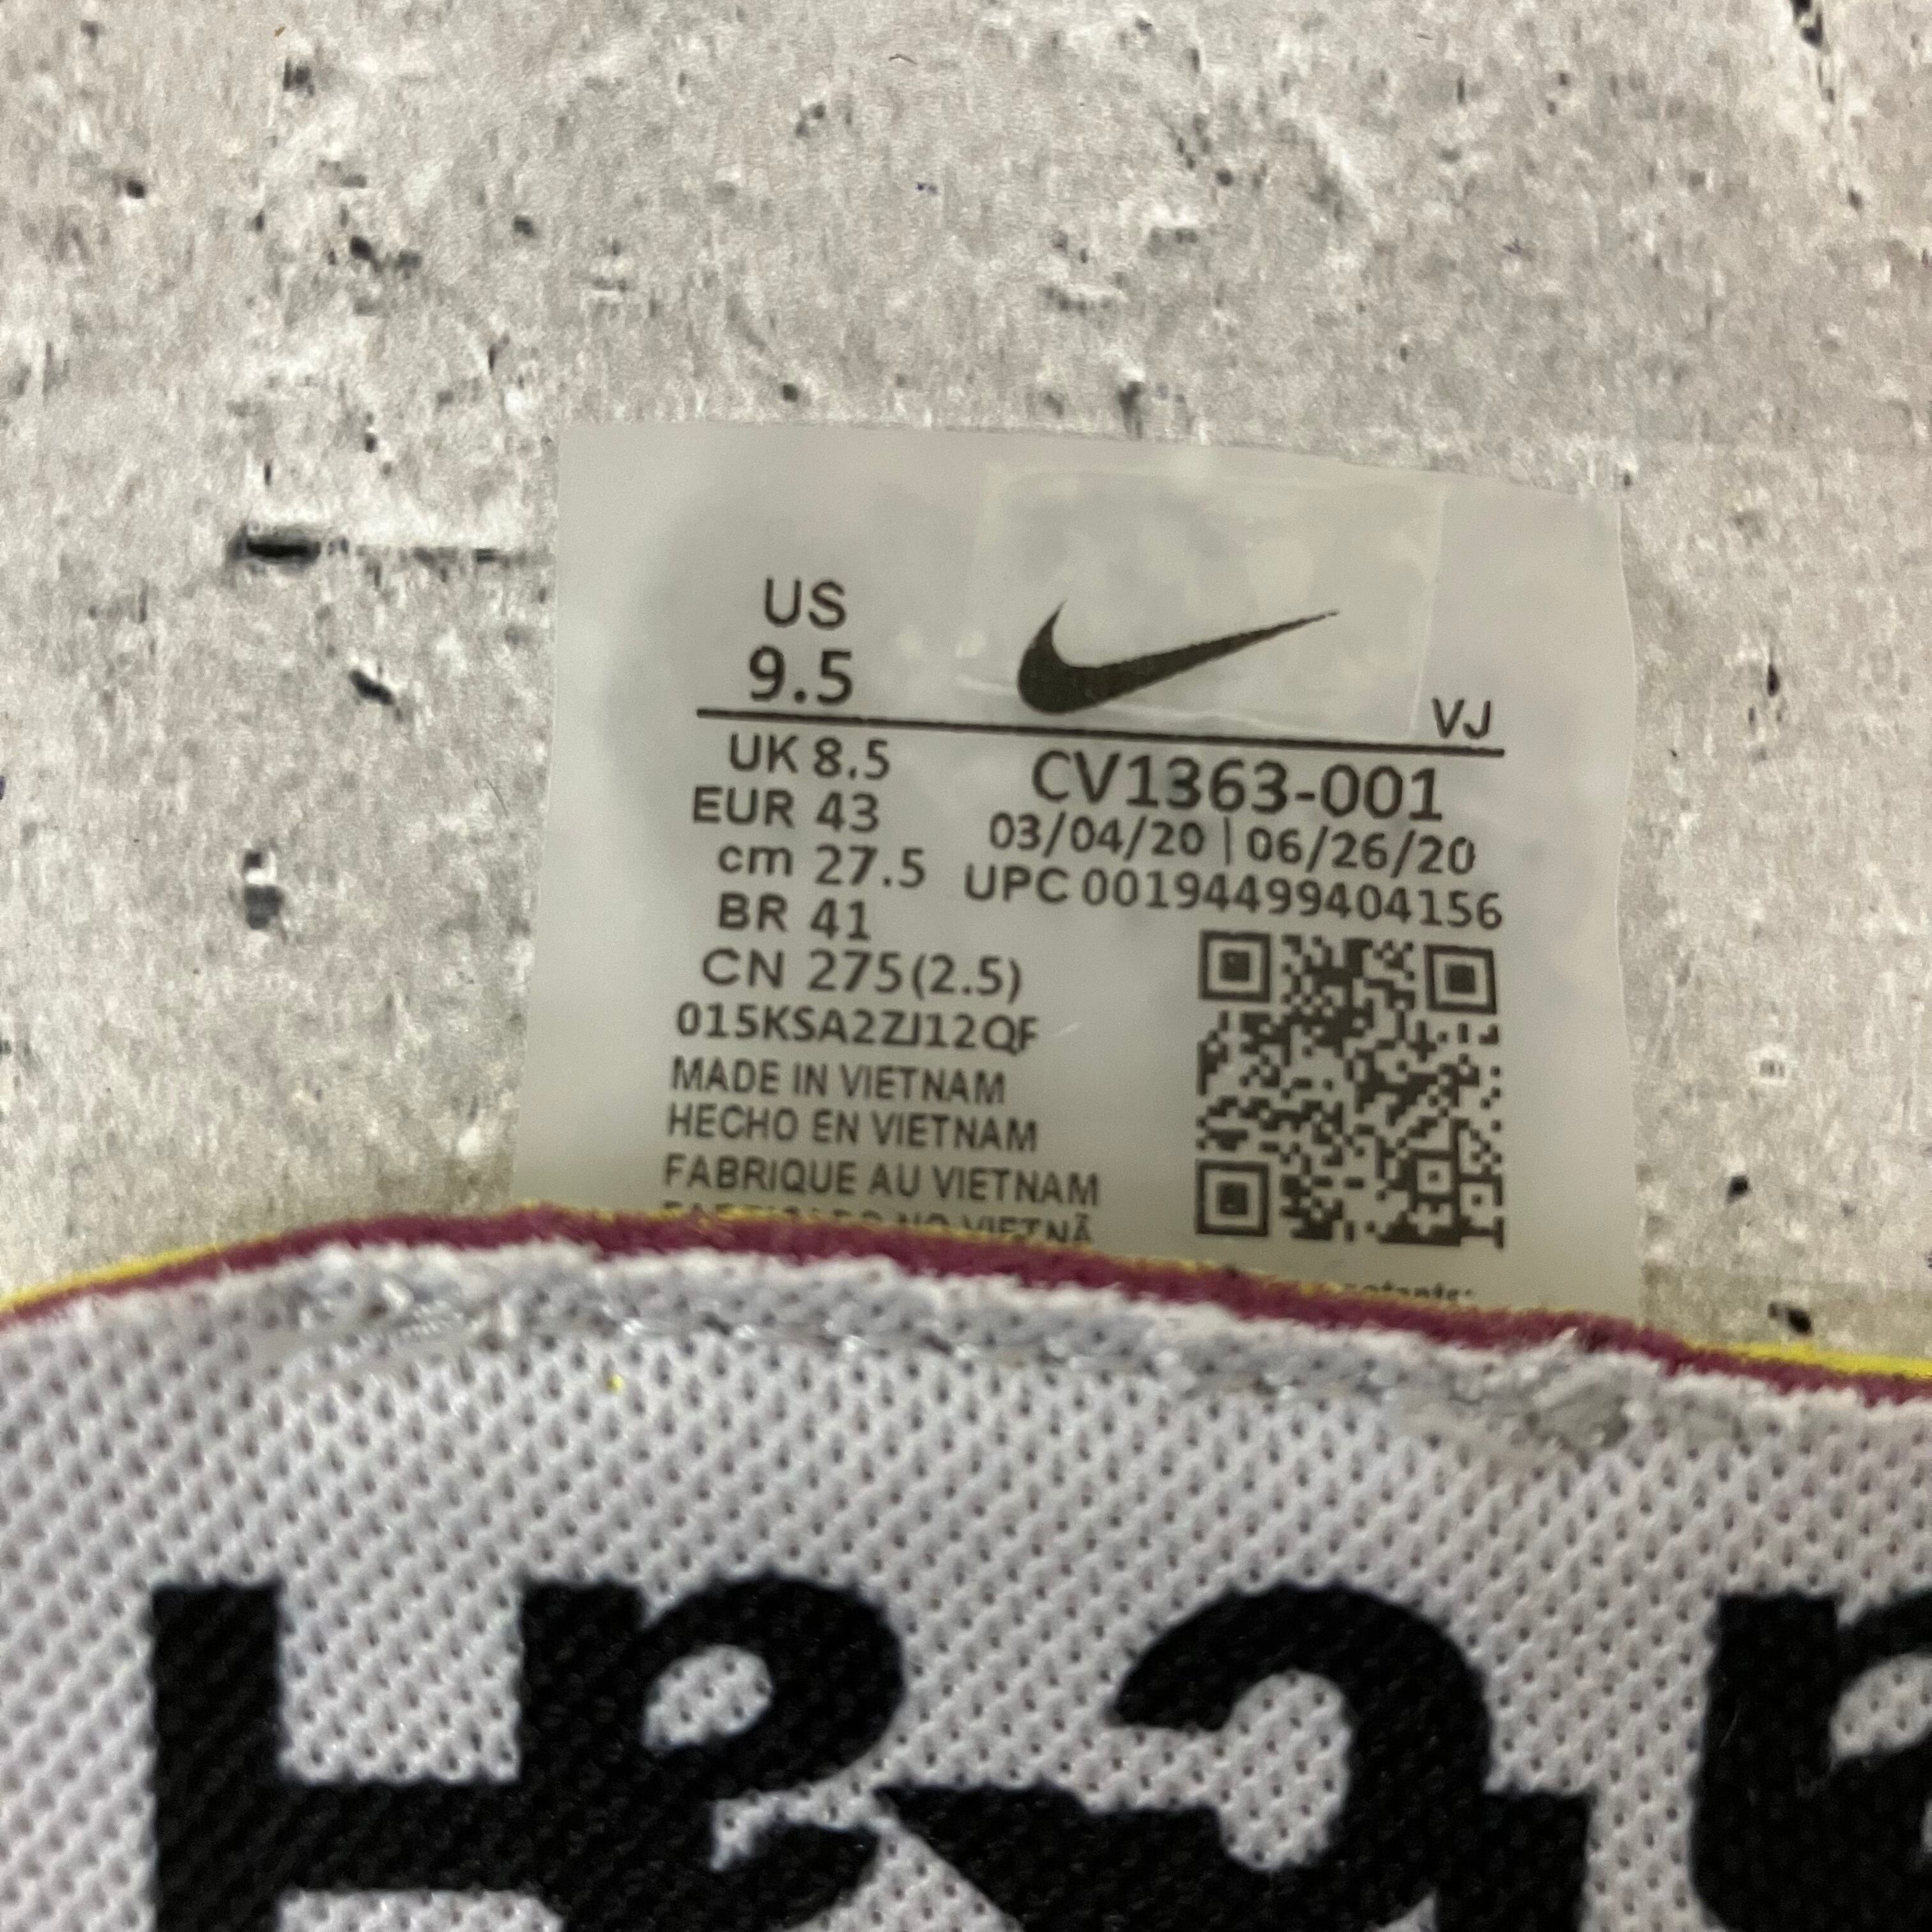 US
9.5
VJ
UK 8.5
EUR 43
cm 27.5
BR 41
CN 275(2.5)
015KSA2ZJ12QF
MADE IN VIETNAM
HECHO EN VIETNAM
FABRIQUE AU VIETNAM
NO VIETNÃ
CV1363-001
03/04/20 | 06/26/20
UPC 00194499404156